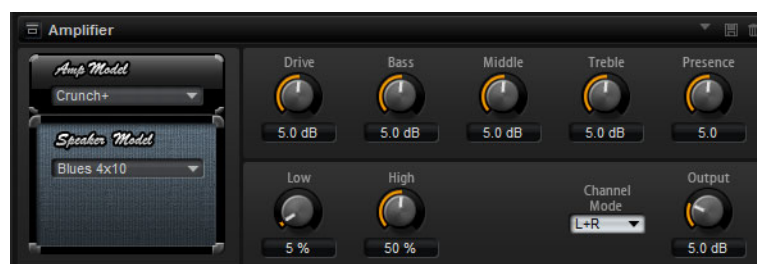 Amplifier
Amp Model
Crunch+
Speaker Model
Blues 4x10
Drive Bass Middle Treble Presence
5.0 dB 5.0 dB 5.0 dB 5.0 dB 5.0
Low High Channel Mode Output
5 % 50 % L+R 5.0 dB